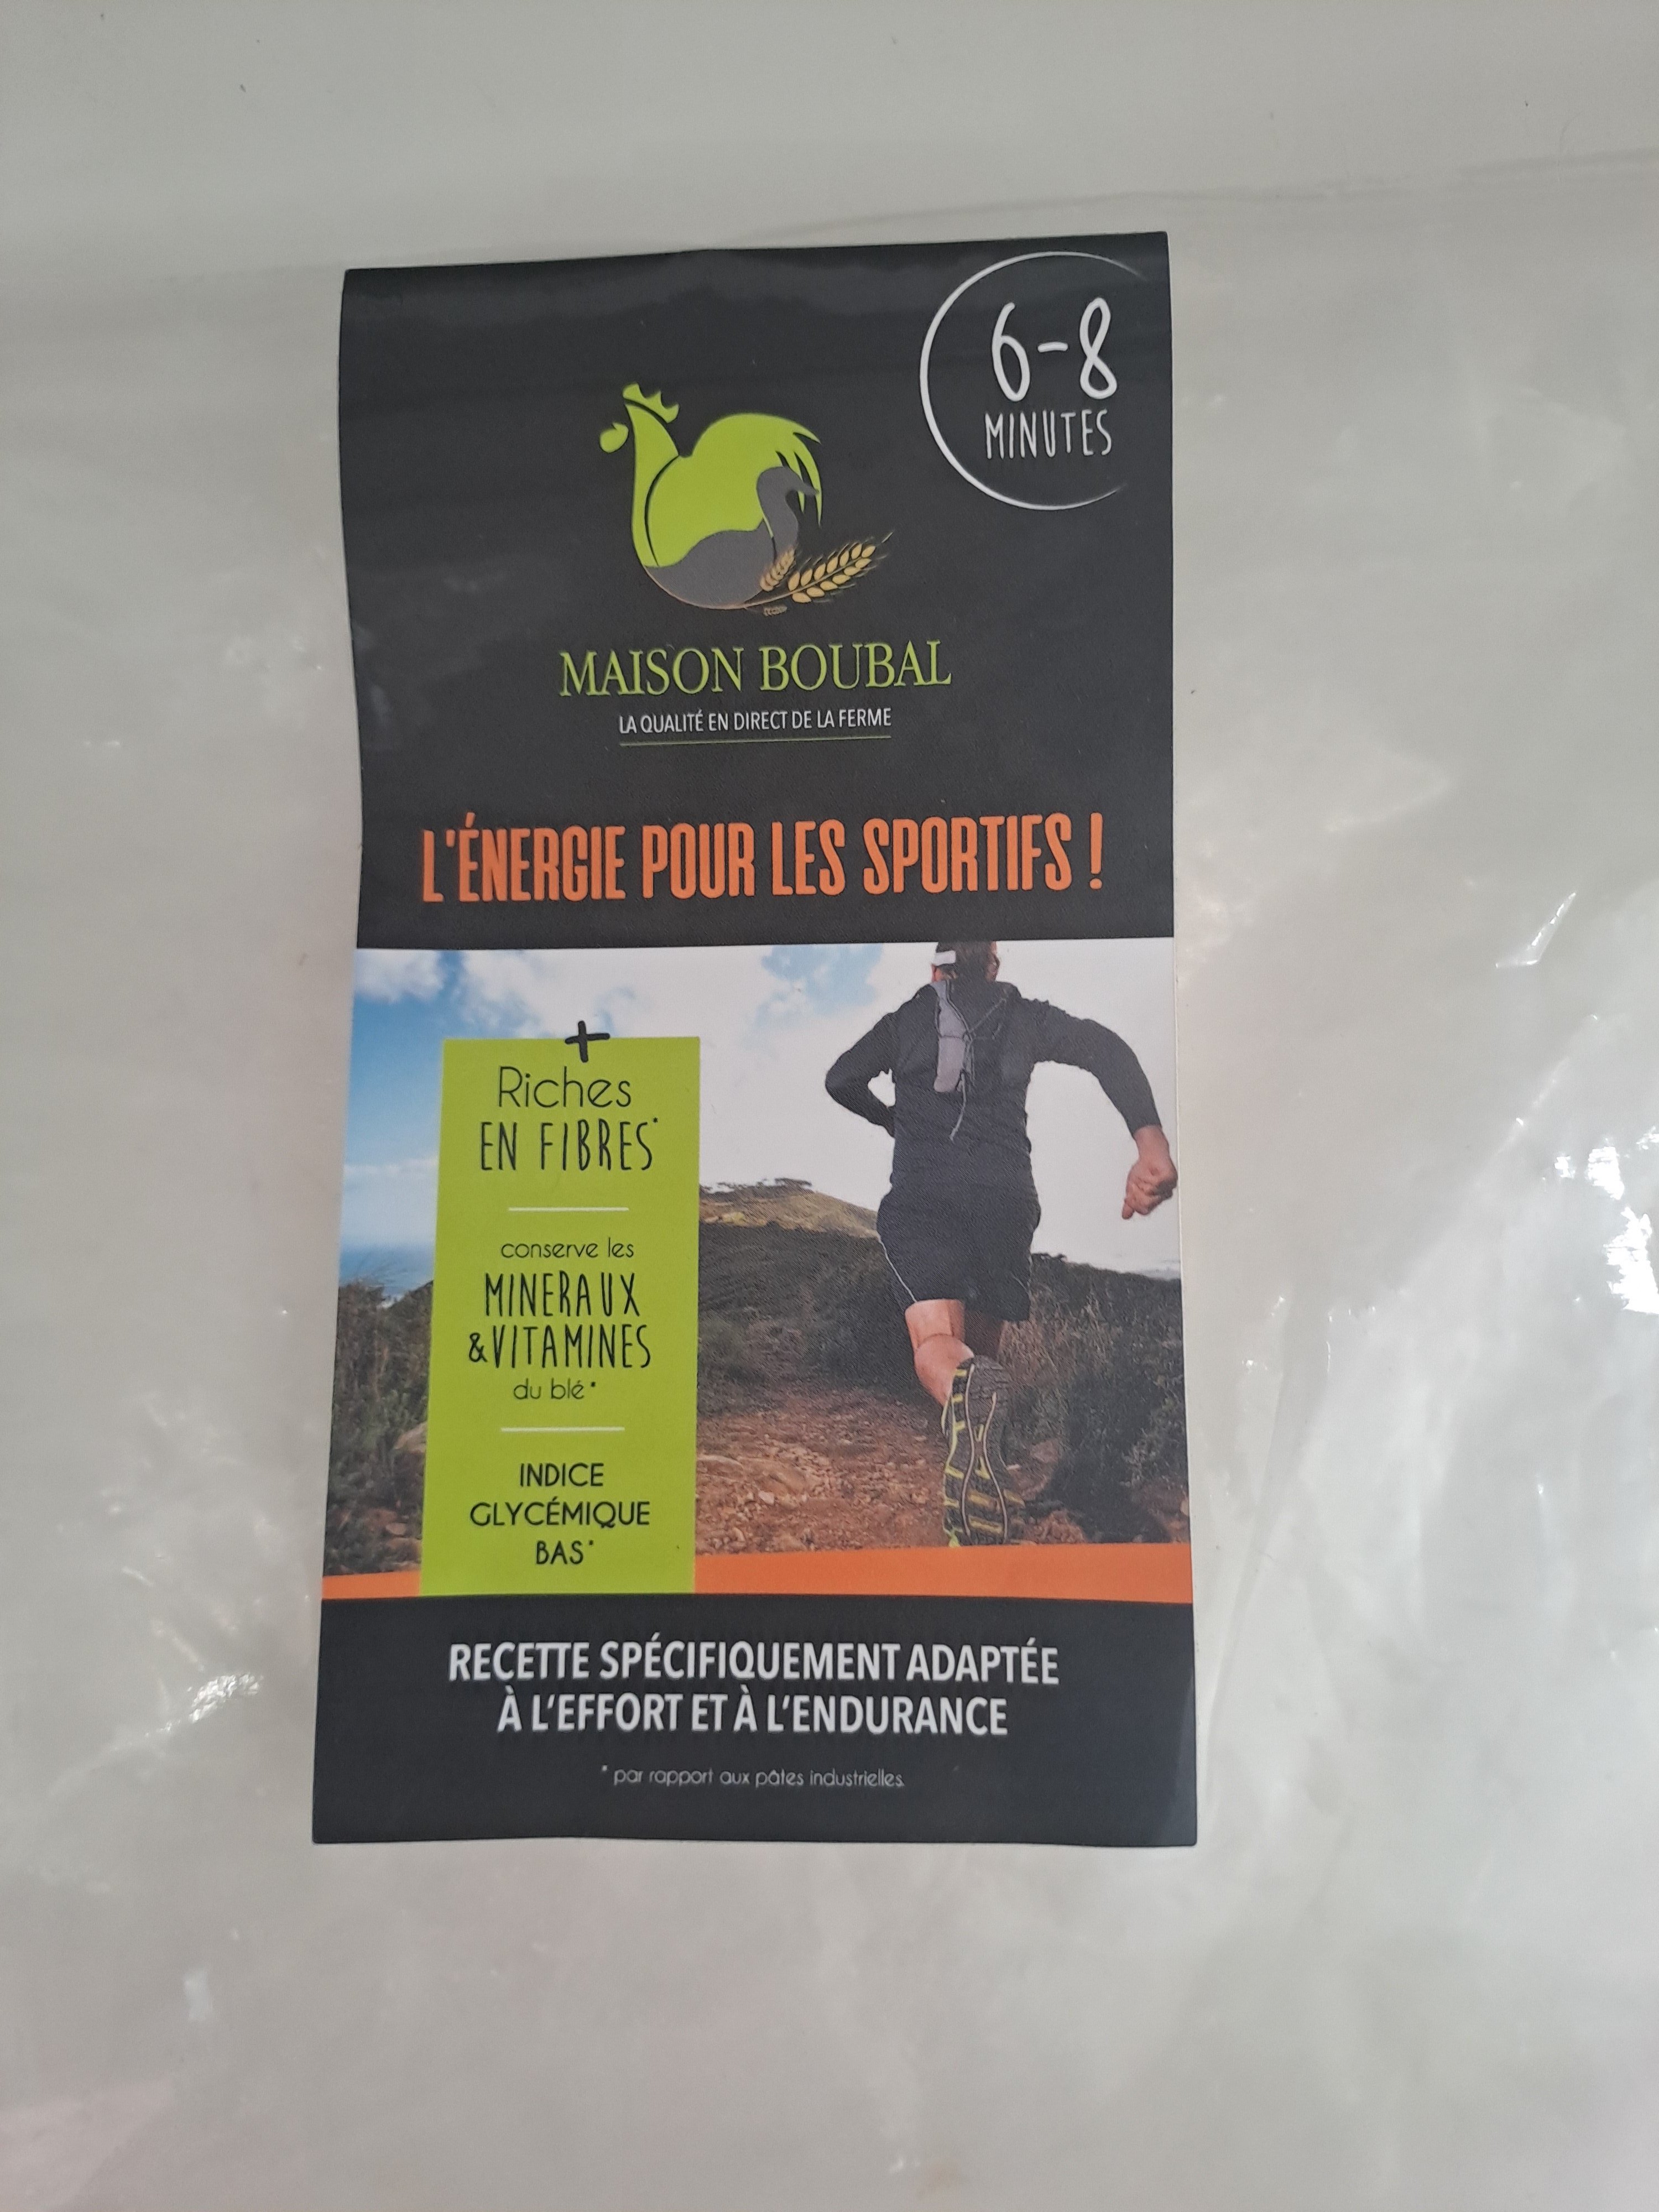 6-8
MINUTES
MAISON BOUBAL
LA QUALITÉ EN DIRECT DE LA FERME
L'ÉNERGIE POUR LES SPORTIFS !
+
Riches
EN FIBRES*
conserve les
MINERAUX
&VITAMINES
du blé*
INDICE
GLYCÉMIQUE
BAS*
RECETTE SPÉCIFIQUEMENT ADAPTÉE
À L'EFFORT ET À L'ENDURANCE
* par rapport aux pâtes industrielles.